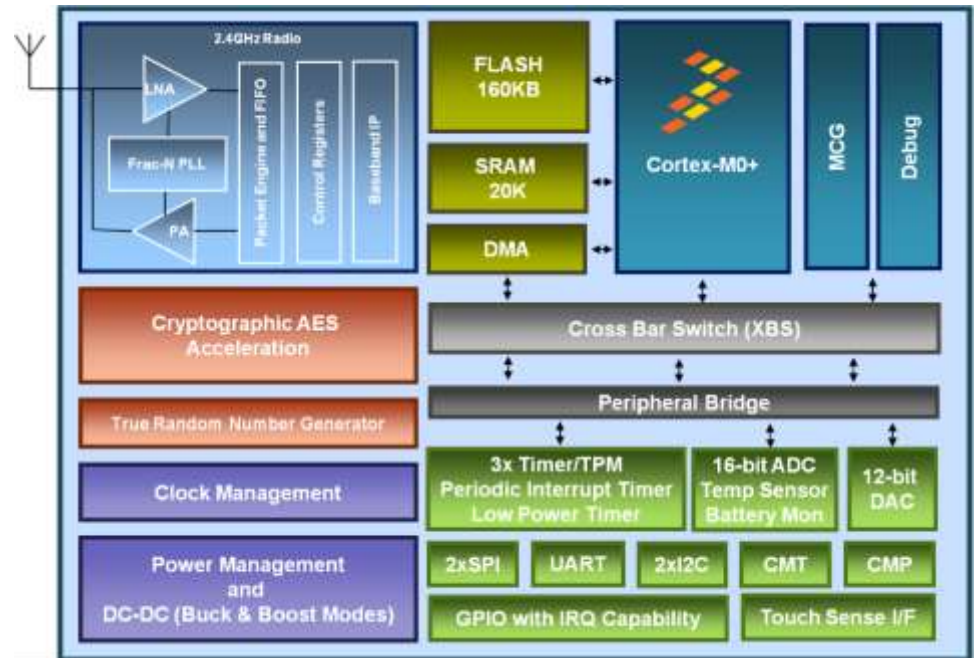 2.4GHz Radio
LNA
Frac-N PLL
PA
Packet Engine and FIFO
Control Registers
Baseband IP
FLASH
160KB
SRAM
20K
DMA
Cortex-M0+
MCG
Debug
Cryptographic AES
Acceleration
Cross Bar Switch (XBS)
True Random Number Generator
Peripheral Bridge
Clock Management
3x Timer/TPM
Periodic Interrupt Timer
Low Power Timer
16-bit ADC
Temp Sensor
Battery Mon
12-bit
DAC
Power Management
and
DC-DC (Buck & Boost Modes)
2xSPI
UART
2xI2C
CMT
CMP
GPIO with IRQ Capability
Touch Sense I/F